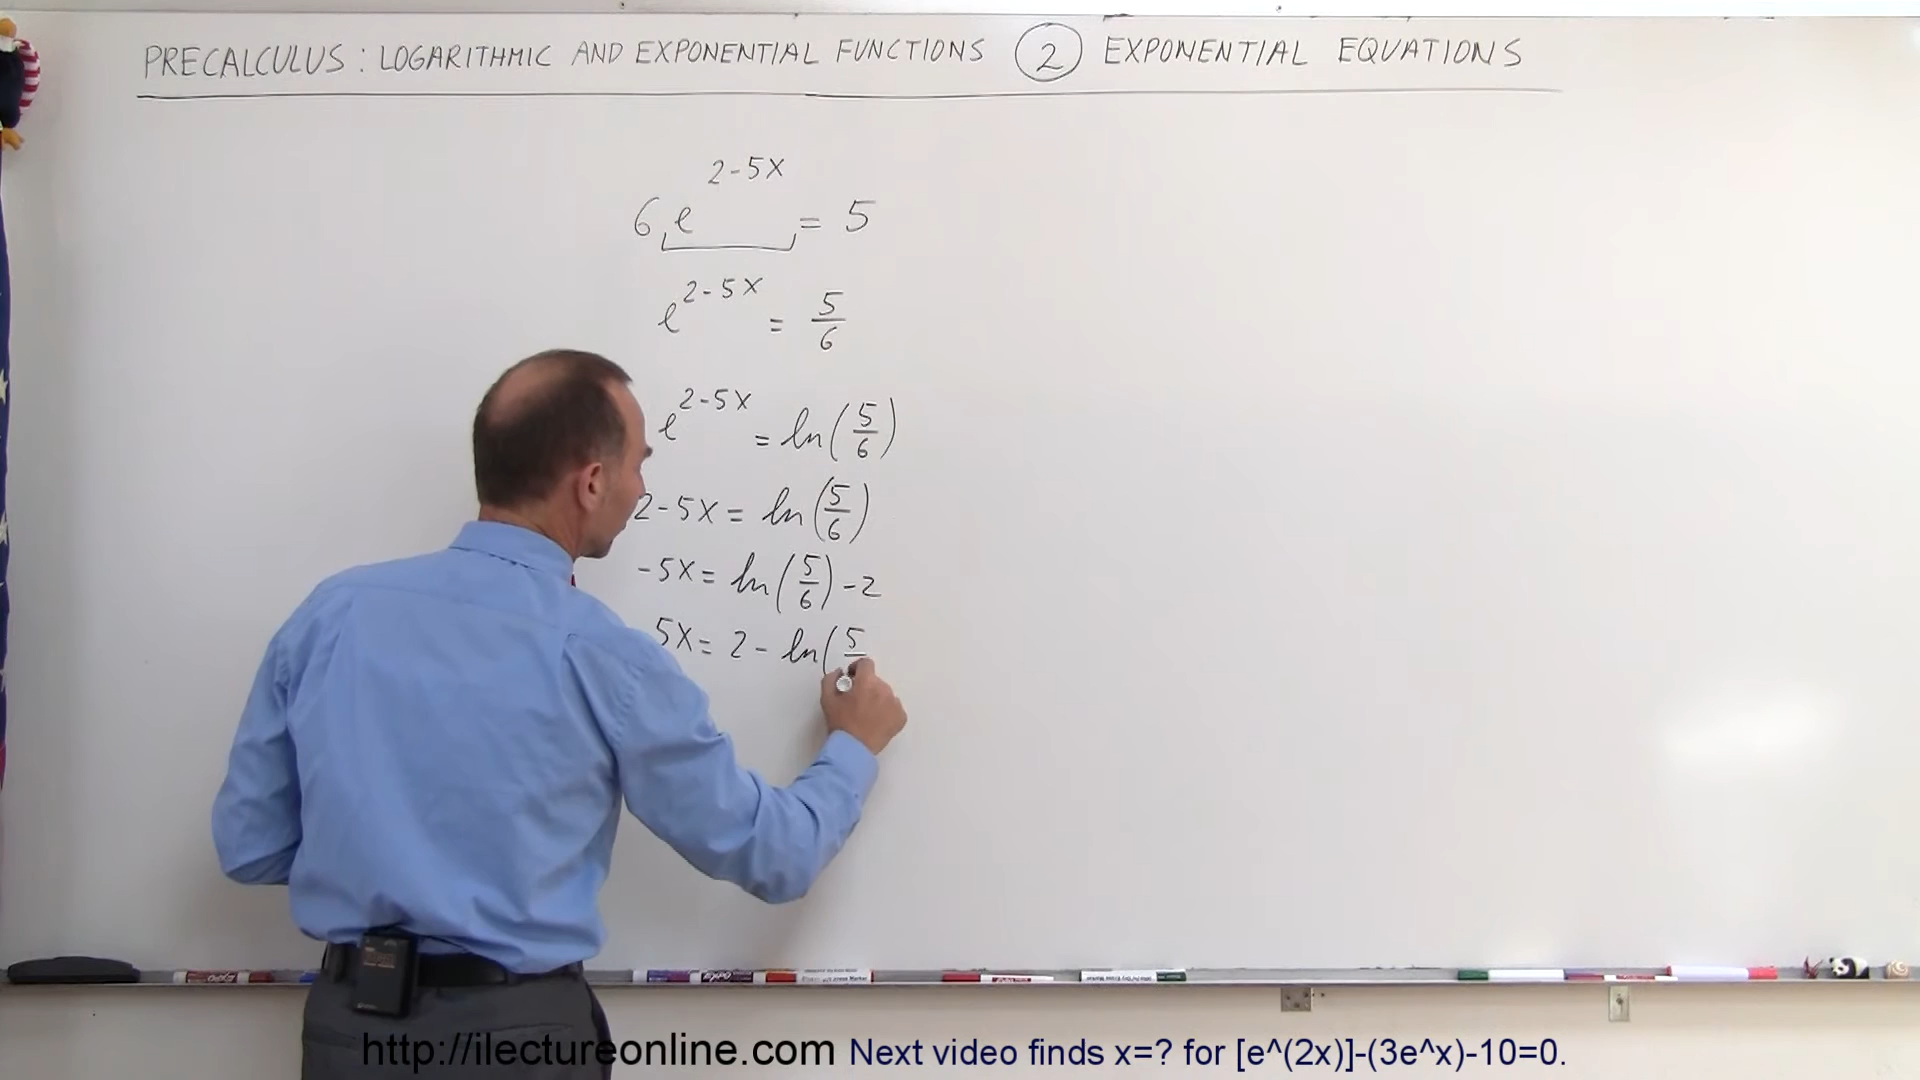 PRECALCULUS: LOGARITHMIC AND EXPONENTIAL FUNCTIONS 2 EXPONENTIAL EQUATIONS
6e^{2-5x} = 5
e^{2-5x} = 5/6
e^{2-5x} = ln(5/6)
2-5x = ln(5/6)
-5x = ln(5/6) -2
5x = 2 - ln(5/
http://ilectureonline.com Next video finds x=? for [e^(2x)]-(3e^x)-10=0.